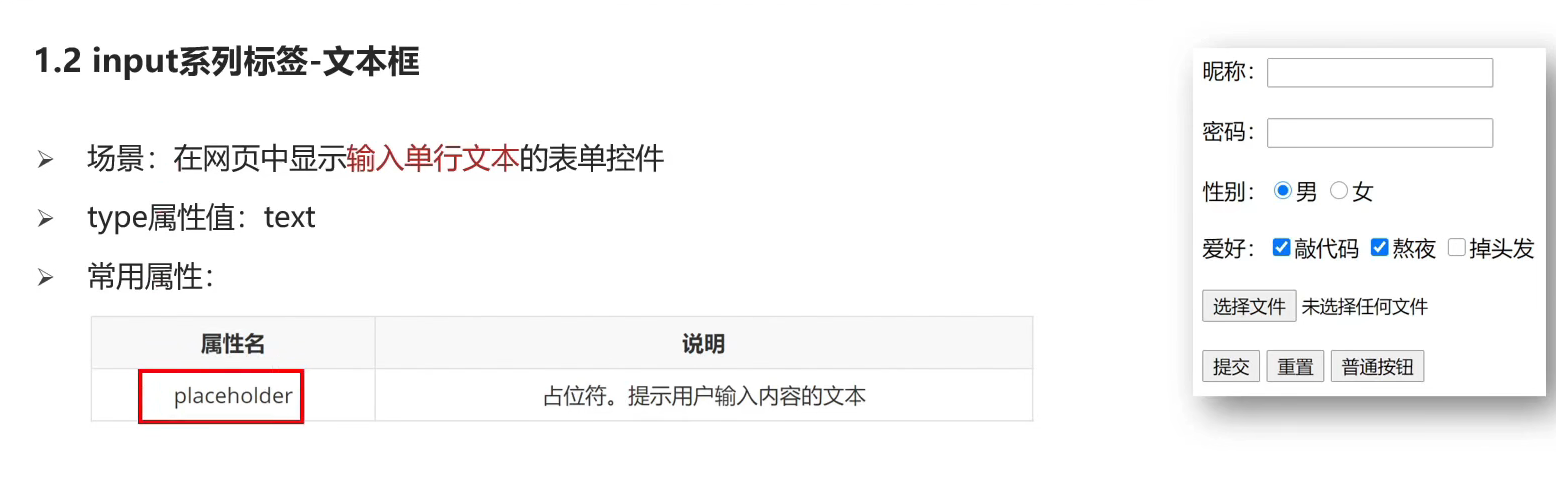 1.2 input系列标签-文本框
场景：在网页中显示输入单行文本的表单控件
type属性值：text
常用属性：
属性名 说明
placeholder 占位符。提示用户输入内容的文本
昵称：
密码：
性别： 男 女
爱好： 敲代码 熬夜 掉头发
选择文件 未选择任何文件
提交 重置 普通按钮